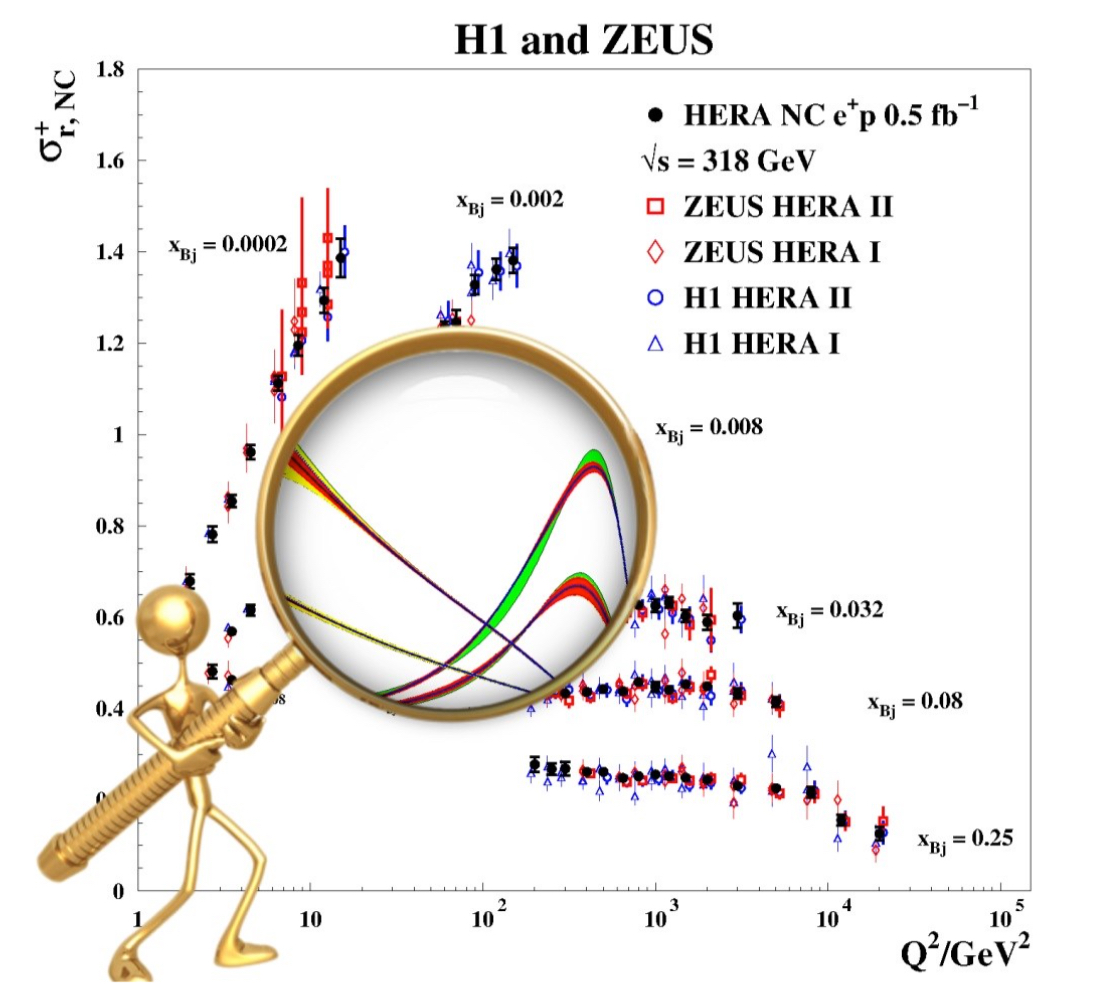 H1 and ZEUS
σ⁺r, NC
1.8
1.6
1.4
1.2
1
0.8
0.6
0.4
0
HERA NC e⁺p 0.5 fb⁻¹
√s = 318 GeV
ZEUS HERA II
ZEUS HERA I
H1 HERA II
H1 HERA I
xBj = 0.0002
xBj = 0.002
xBj = 0.008
xBj = 0.032
xBj = 0.08
xBj = 0.25
1 10 10² 10³ 10⁴ 10⁵
Q²/GeV²